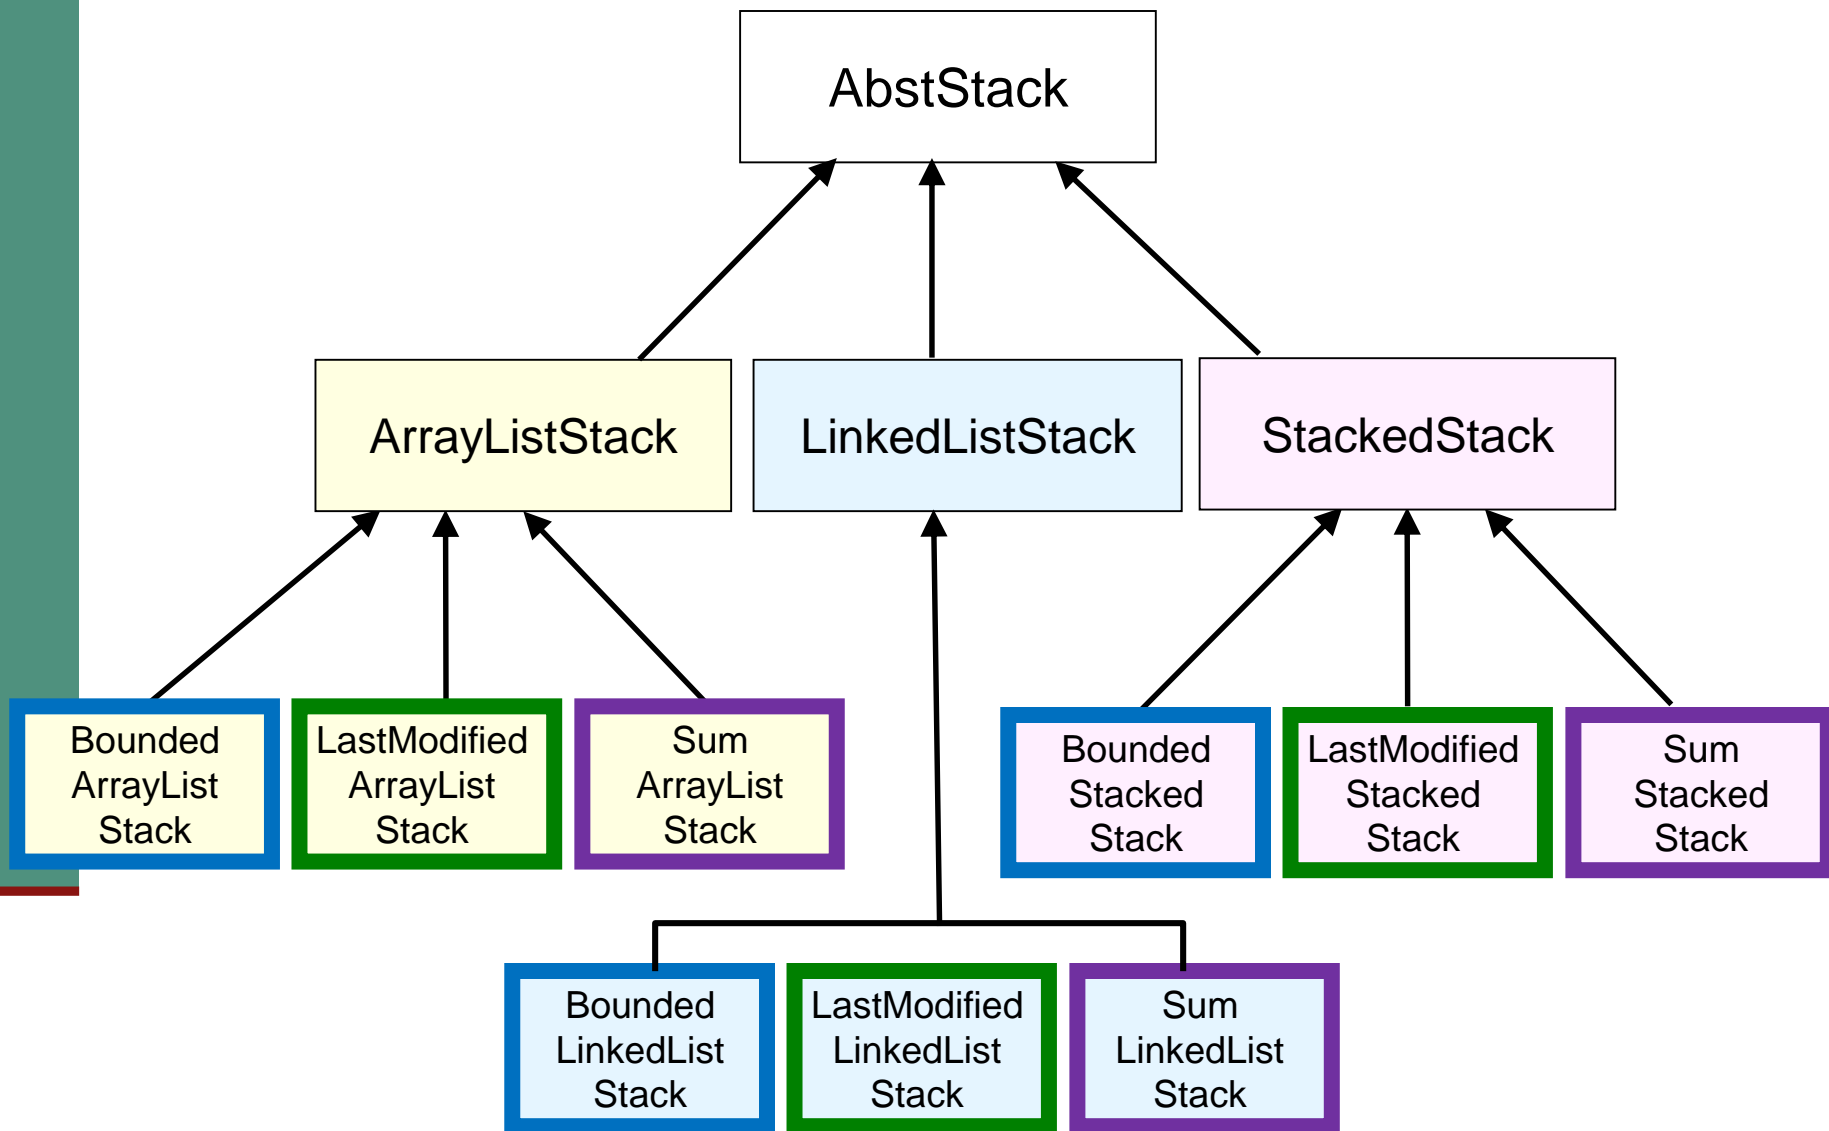 AbstStack
ArrayListStack
LinkedListStack
StackedStack
Bounded
ArrayList
Stack
LastModified
ArrayList
Stack
Sum
ArrayList
Stack
Bounded
Stacked
Stack
LastModified
Stacked
Stack
Sum
Stacked
Stack
Bounded
LinkedList
Stack
LastModified
LinkedList
Stack
Sum
LinkedList
Stack